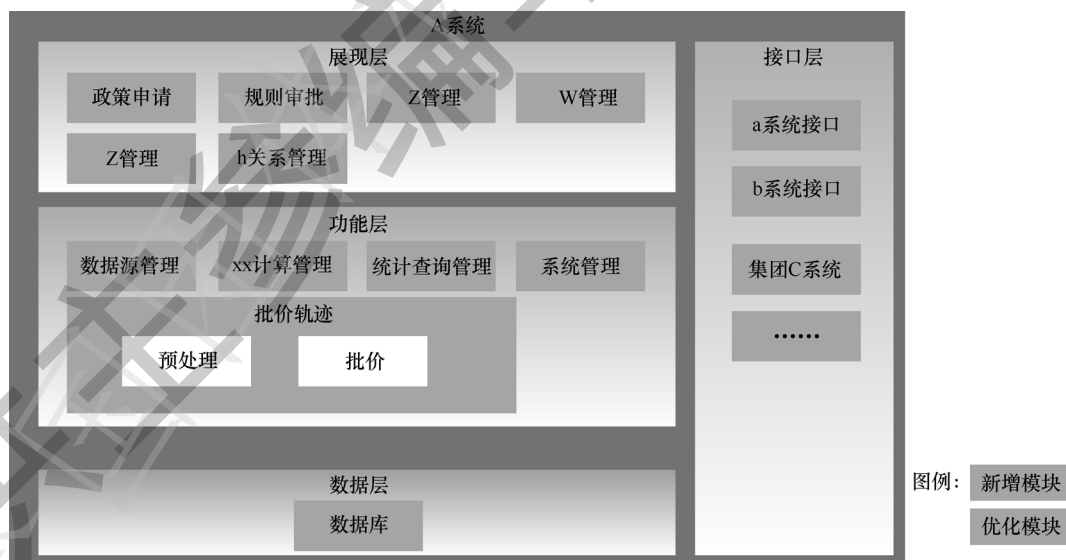 A系统
展现层
政策申请
规则审批
Z管理
W管理
Z管理
h关系管理
功能层
数据源管理
xx计算管理
统计查询管理
系统管理
批价轨迹
预处理
批价
数据层
数据库
接口层
a系统接口
b系统接口
集团C系统
......
图例：
新增模块
优化模块